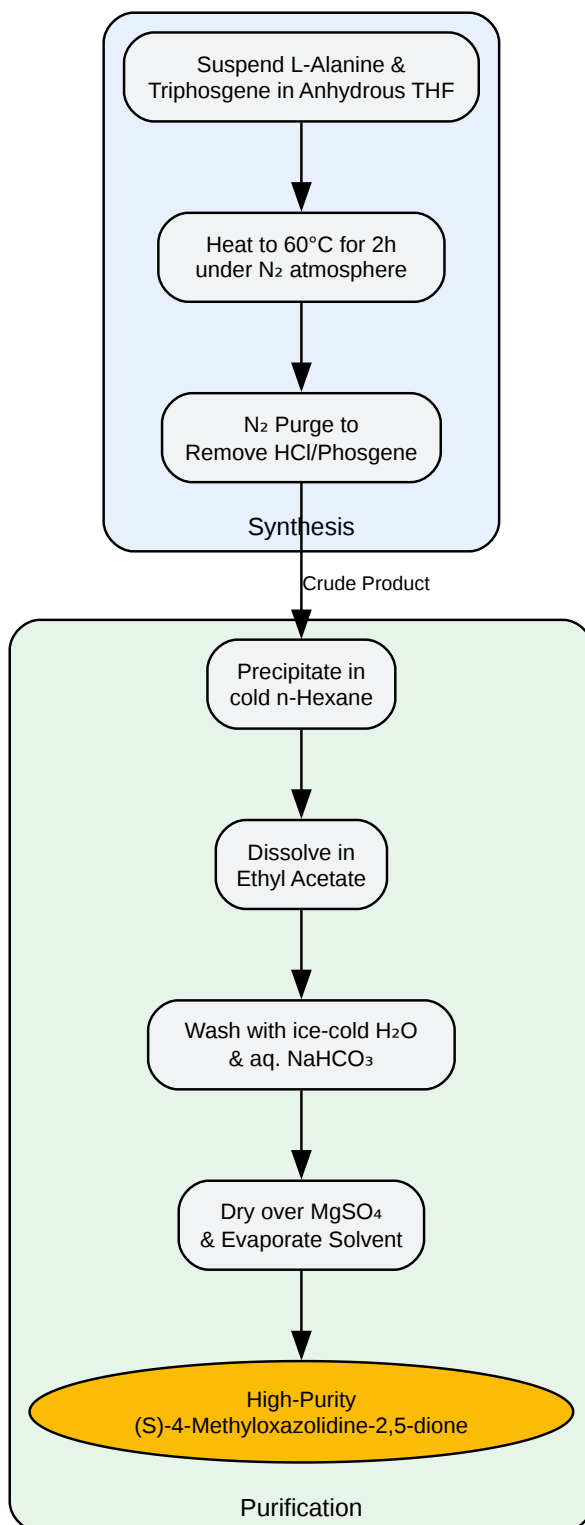 Suspend L-Alanine &
Triphosgene in Anhydrous THF
Heat to 60°C for 2h
under N₂ atmosphere
N₂ Purge to
Remove HCl/Phosgene
Synthesis
Crude Product
Precipitate in
cold n-Hexane
Dissolve in
Ethyl Acetate
Wash with ice-cold H₂O
& aq. NaHCO₃
Dry over MgSO₄
& Evaporate Solvent
High-Purity
(S)-4-Methyloxazolidine-2,5-dione
Purification